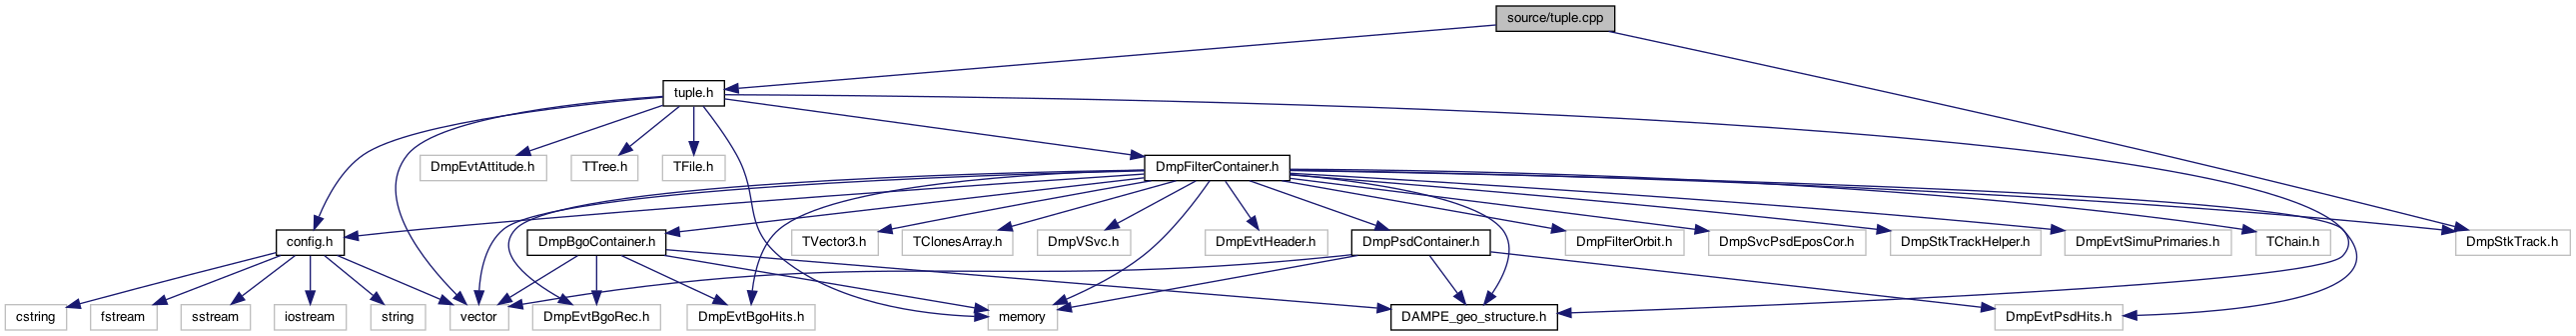 source/tuple.cpp
tuple.h
DmpEvtAttitude.h
TTree.h
TFile.h
DmpFilterContainer.h
config.h
DmpBgoContainer.h
TVector3.h
TClonesArray.h
DmpVSvc.h
DmpEvtHeader.h
DmpPsdContainer.h
DmpFilterOrbit.h
DmpSvcPsdEposCor.h
DmpStkTrackHelper.h
DmpEvtSimuPrimaries.h
TChain.h
DmpStkTrack.h
cstring
fstream
sstream
iostream
string
vector
DmpEvtBgoRec.h
DmpEvtBgoHits.h
memory
DAMPE_geo_structure.h
DmpEvtPsdHits.h